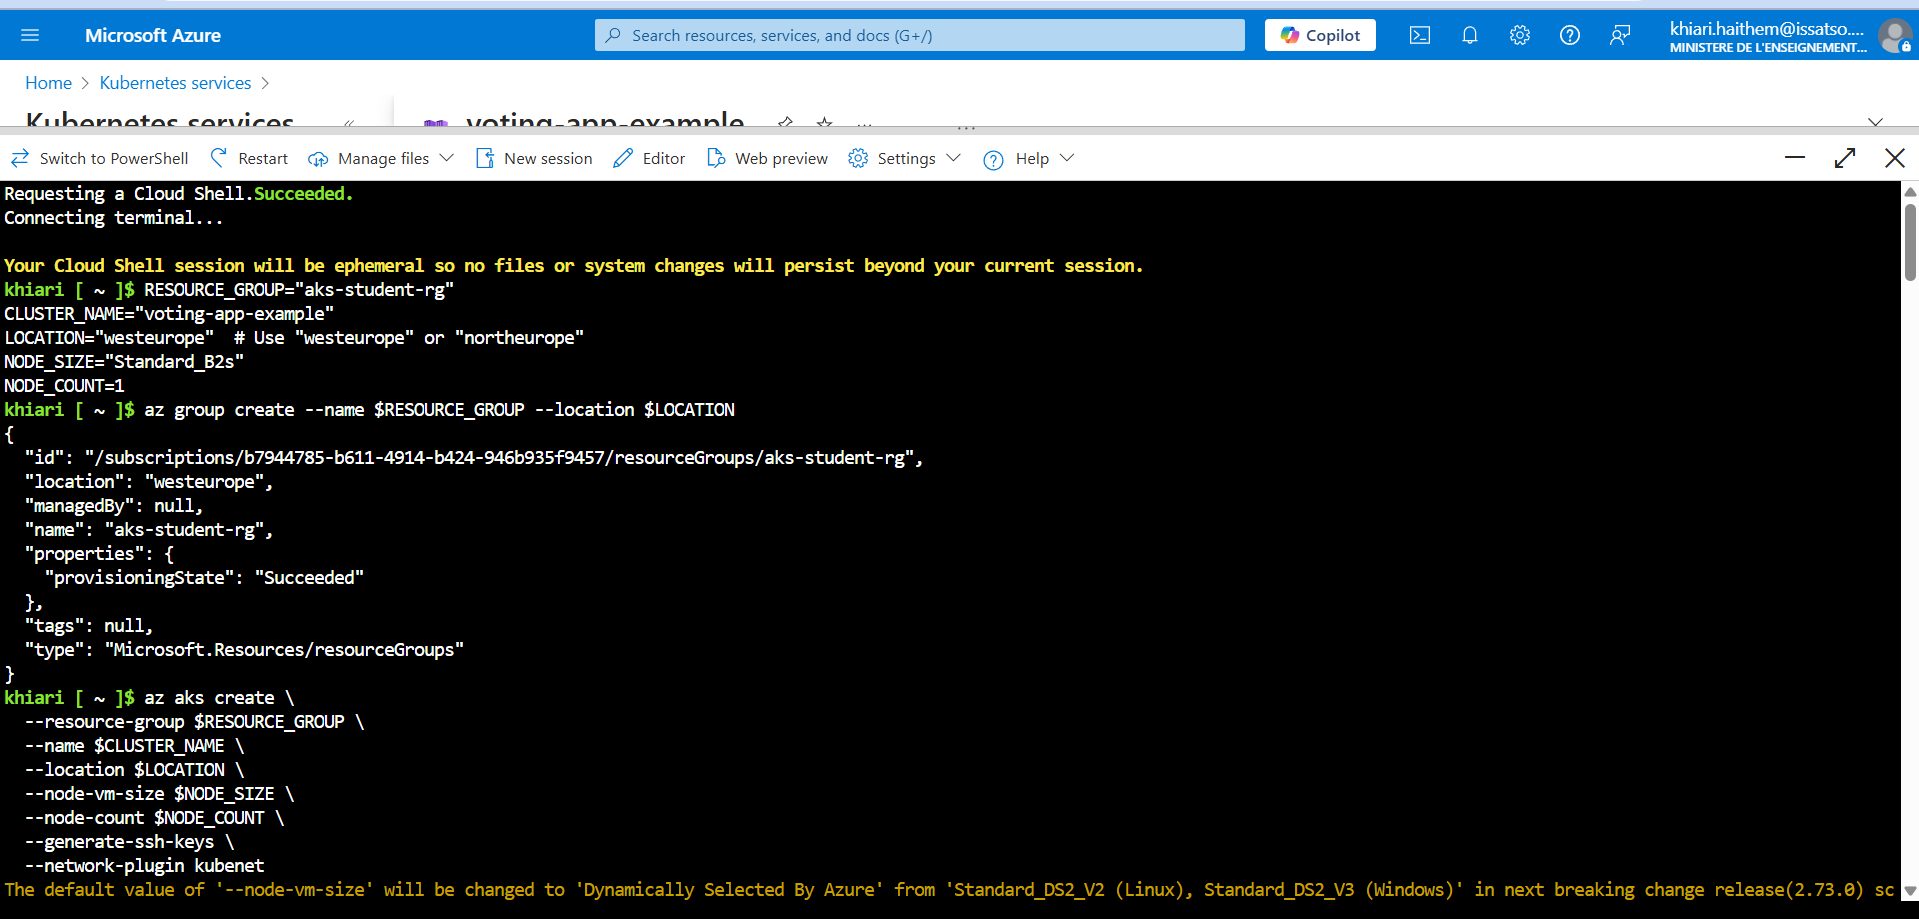 Microsoft Azure
Search resources, services, and docs (G+/)
Copilot
khiari.haithem@issatso....
MINISTERE DE L'ENSEIGNEMENT...
Home > Kubernetes services >
Kubernetes services
voting-app-example
Switch to PowerShell
Restart
Manage files
New session
Editor
Web preview
Settings
Help
Requesting a Cloud Shell.Succeeded.
Connecting terminal...
Your Cloud Shell session will be ephemeral so no files or system changes will persist beyond your current session.
khiari [ ~ ]$ RESOURCE_GROUP="aks-student-rg"
CLUSTER_NAME="voting-app-example"
LOCATION="westeurope"  # Use "westeurope" or "northeurope"
NODE_SIZE="Standard_B2s"
NODE_COUNT=1
khiari [ ~ ]$ az group create --name $RESOURCE_GROUP --location $LOCATION
{
  "id": "/subscriptions/b7944785-b611-4914-b424-946b935f9457/resourceGroups/aks-student-rg",
  "location": "westeurope",
  "managedBy": null,
  "name": "aks-student-rg",
  "properties": {
    "provisioningState": "Succeeded"
  },
  "tags": null,
  "type": "Microsoft.Resources/resourceGroups"
}
khiari [ ~ ]$ az aks create \
  --resource-group $RESOURCE_GROUP \
  --name $CLUSTER_NAME \
  --location $LOCATION \
  --node-vm-size $NODE_SIZE \
  --node-count $NODE_COUNT \
  --generate-ssh-keys \
  --network-plugin kubenet
The default value of '--node-vm-size' will be changed to 'Dynamically Selected By Azure' from 'Standard_DS2_V2 (Linux), Standard_DS2_V3 (Windows)' in next breaking change release(2.73.0) sc